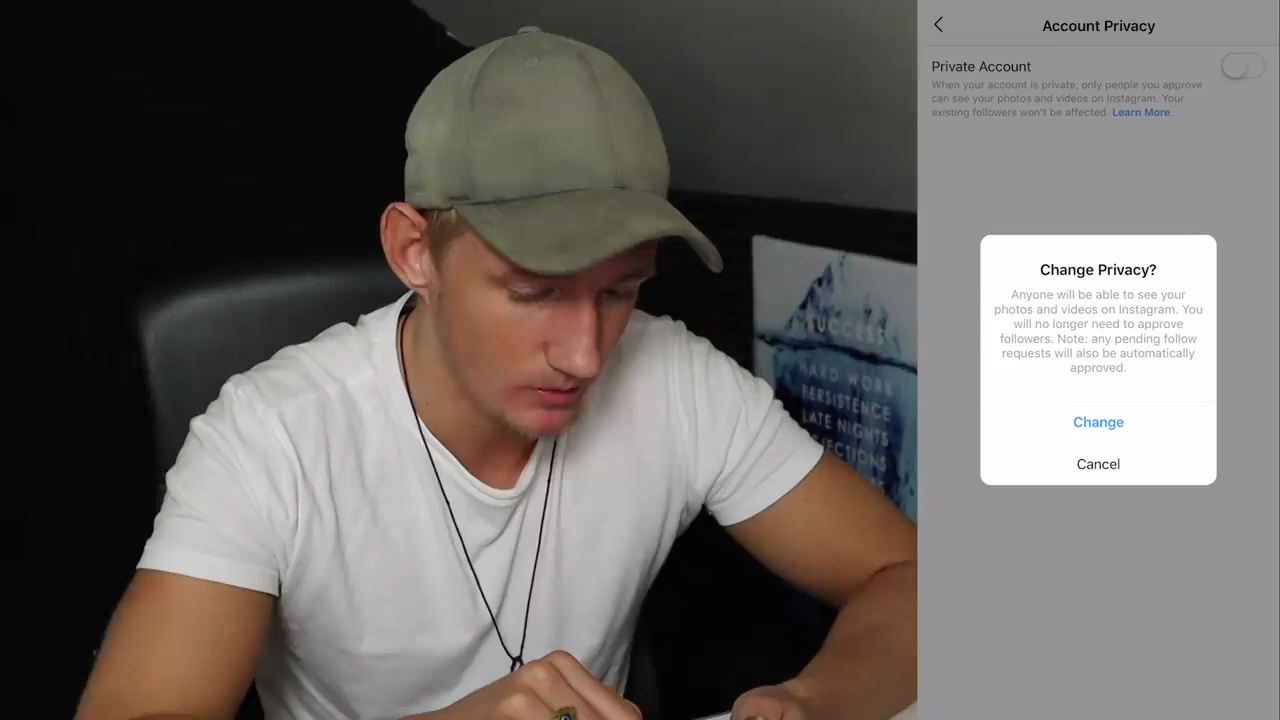 Account Privacy
Private Account
When your account is private, only people you approve
can see your photos and videos on Instagram. Your
existing followers won't be affected. Learn More.
Change Privacy?
Anyone will be able to see your
photos and videos on Instagram. You
will no longer need to approve
followers. Note: any pending follow
requests will also be automatically
approved.
Change
Cancel
SUCCESS
HARD WORK
PERSISTENCE
LATE NIGHTS